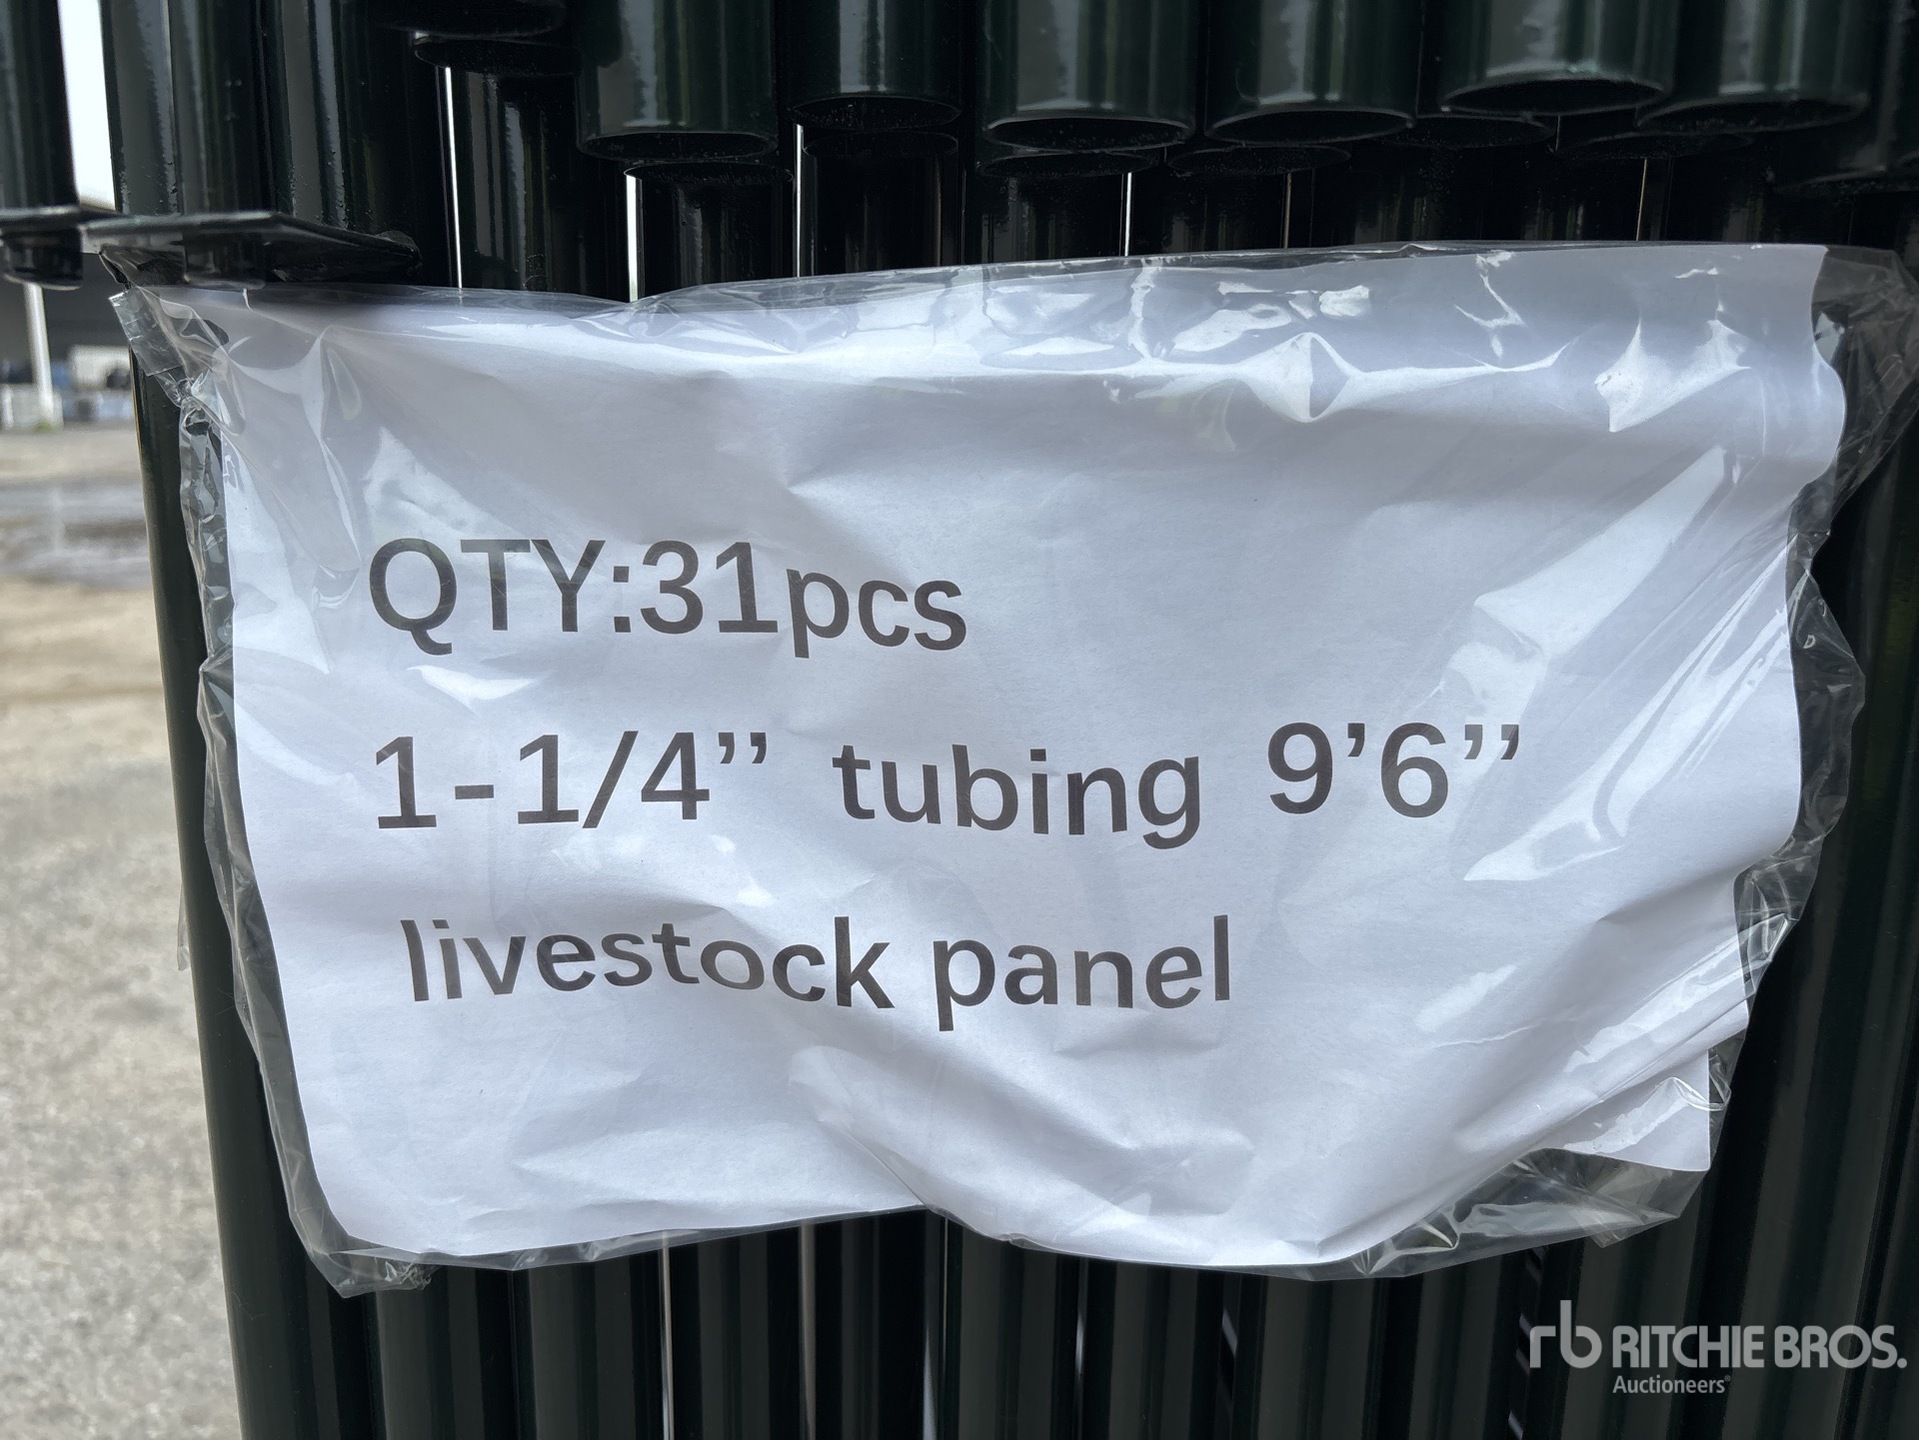 QTY:31pcs
1-1/4’’ tubing 9’6’’
livestock panel
rb RITCHIE BROS.
Auctioneers®